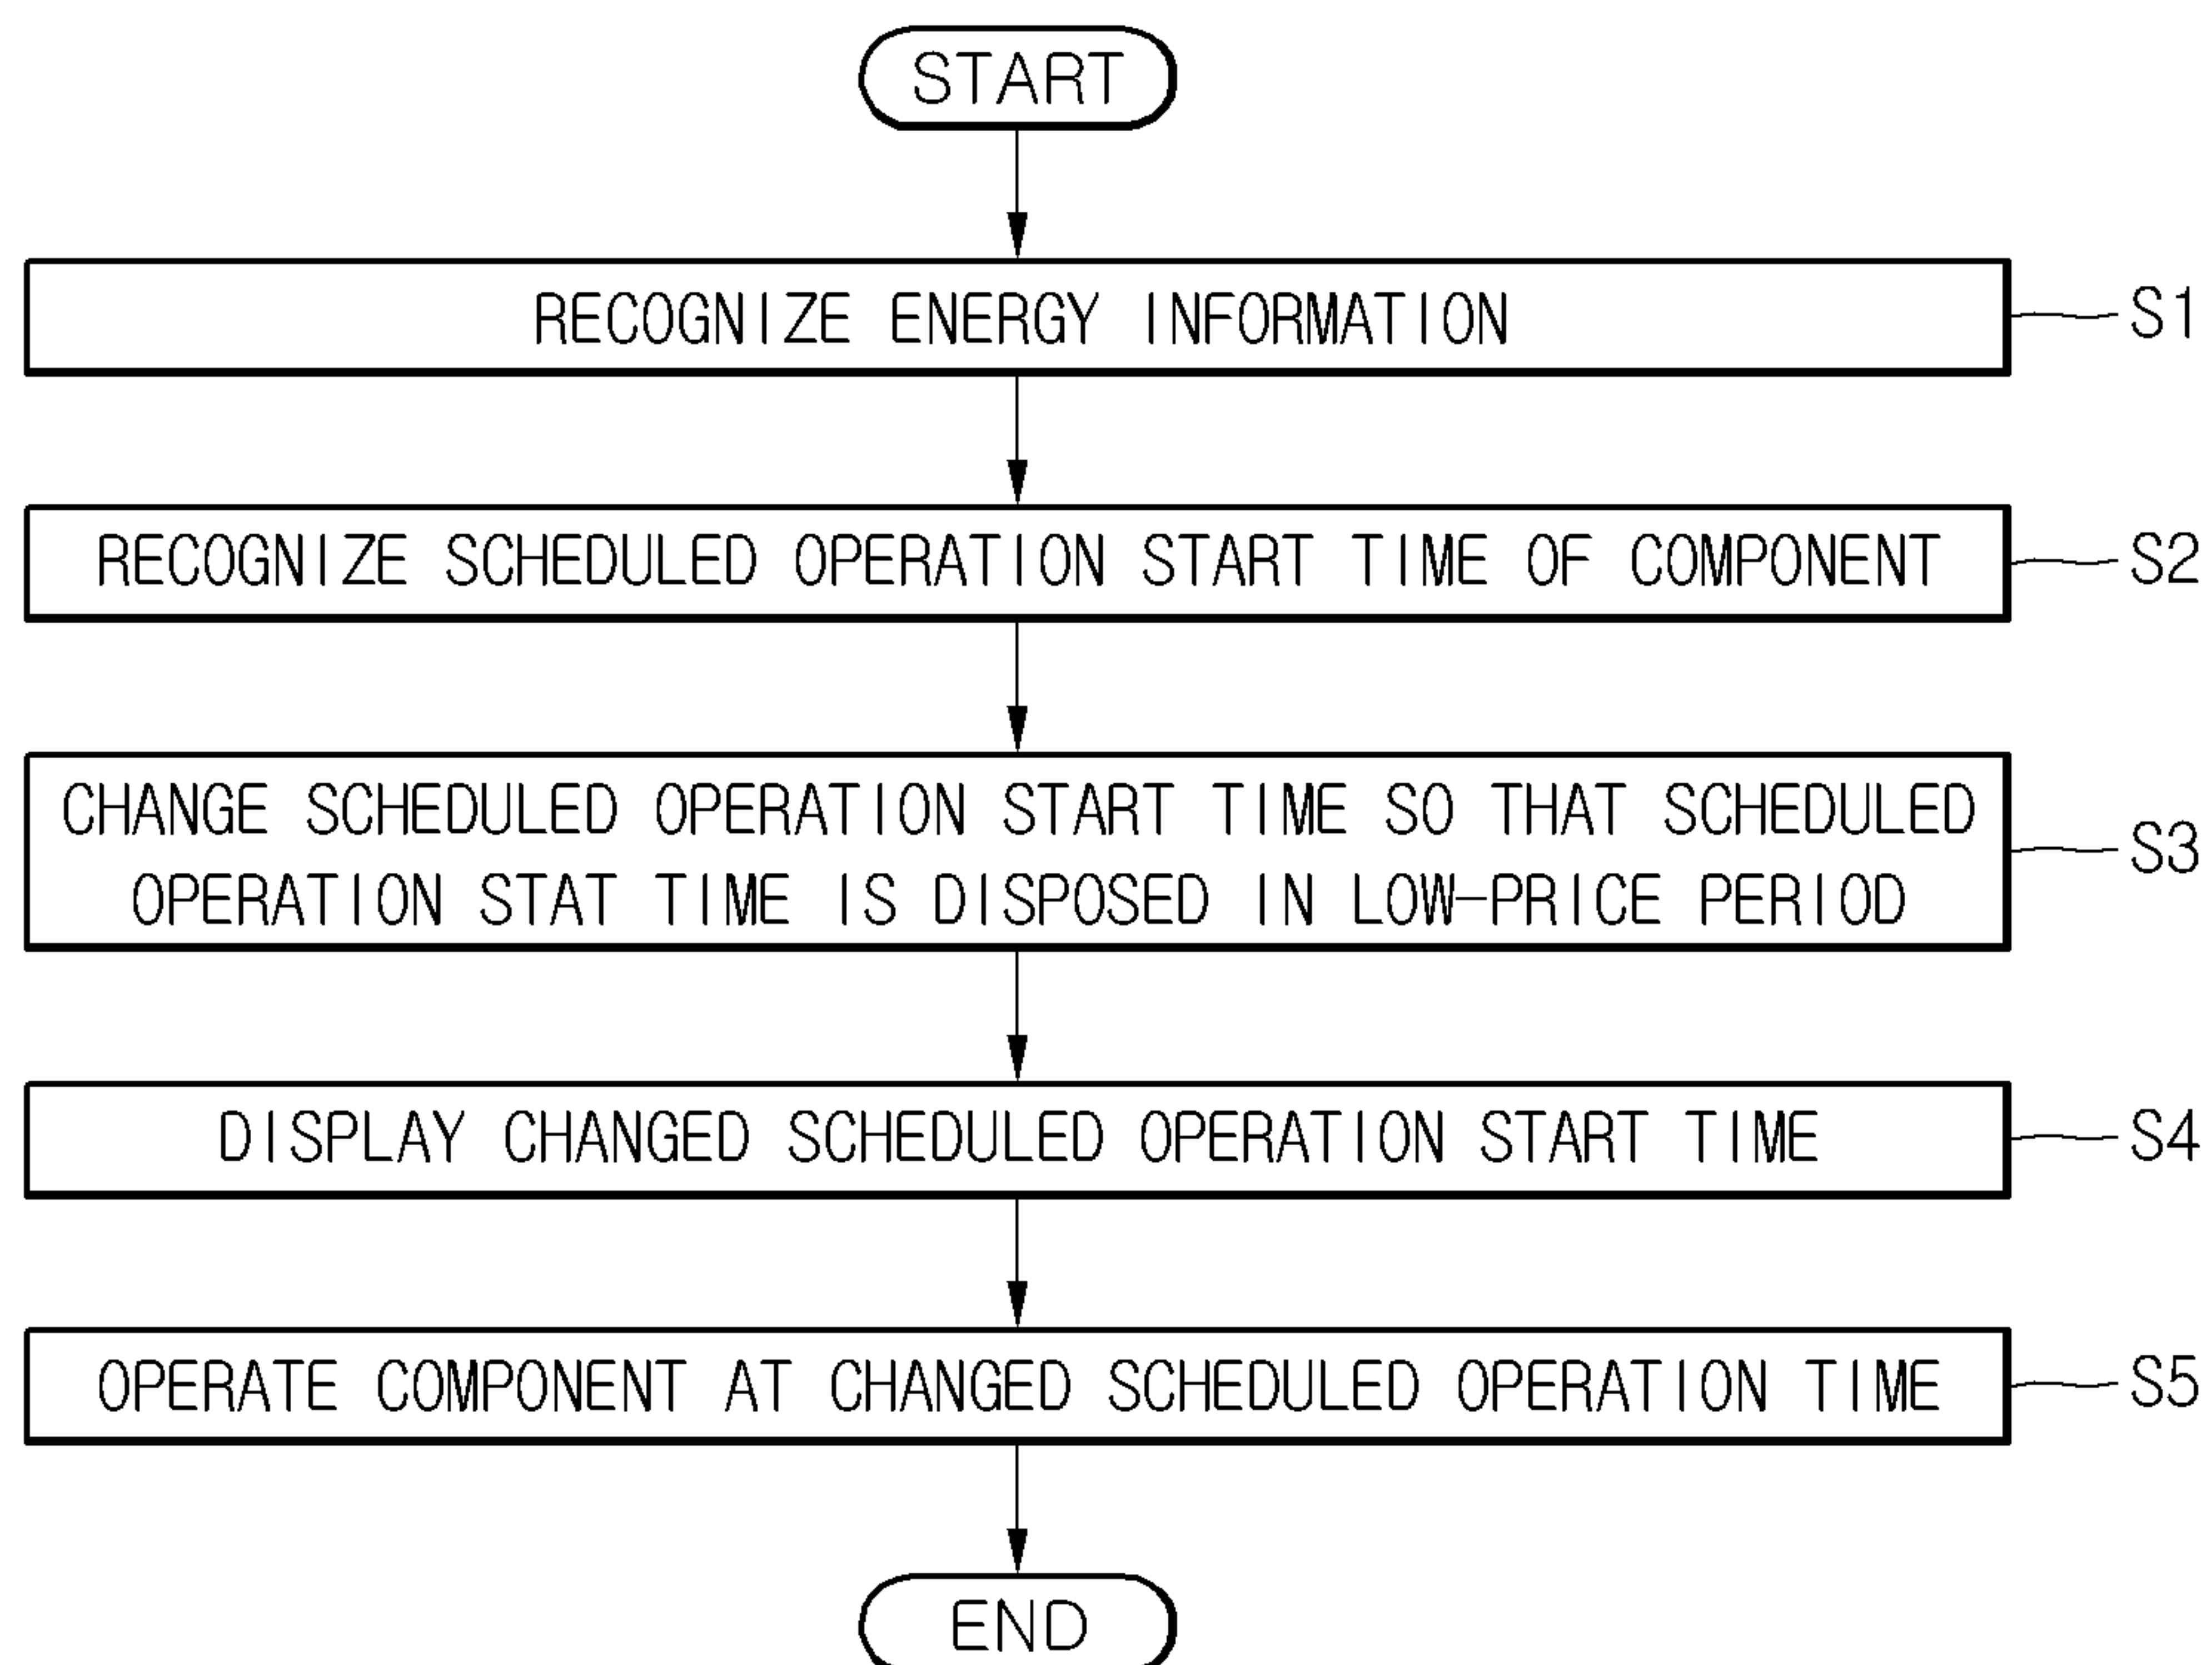 START
RECOGNIZE ENERGY INFORMATION
S1
RECOGNIZE SCHEDULED OPERATION START TIME OF COMPONENT
S2
CHANGE SCHEDULED OPERATION START TIME SO THAT SCHEDULED
OPERATION STAT TIME IS DISPOSED IN LOW-PRICE PERIOD
S3
DISPLAY CHANGED SCHEDULED OPERATION START TIME
S4
OPERATE COMPONENT AT CHANGED SCHEDULED OPERATION TIME
S5
END